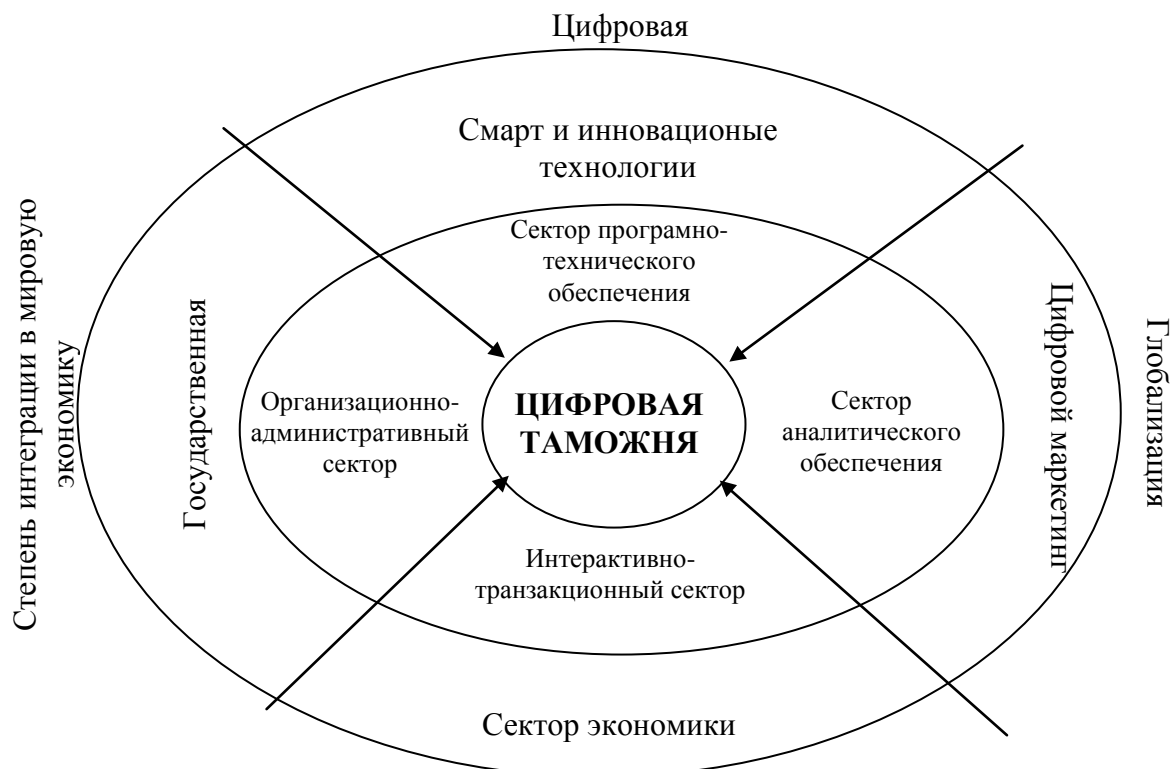 Цифровая
Смарт и инновационые
технологии
Сектор програмно-
технического
обеспечения
Степень интеграции в мировую
экономику
Государственная
Организационно-
административный
сектор
ЦИФРОВАЯ
ТАМОЖНЯ
Сектор
аналитического
обеспечения
Цифровой маркетинг
Глобализация
Интерактивно-
транзакционный сектор
Сектор экономики